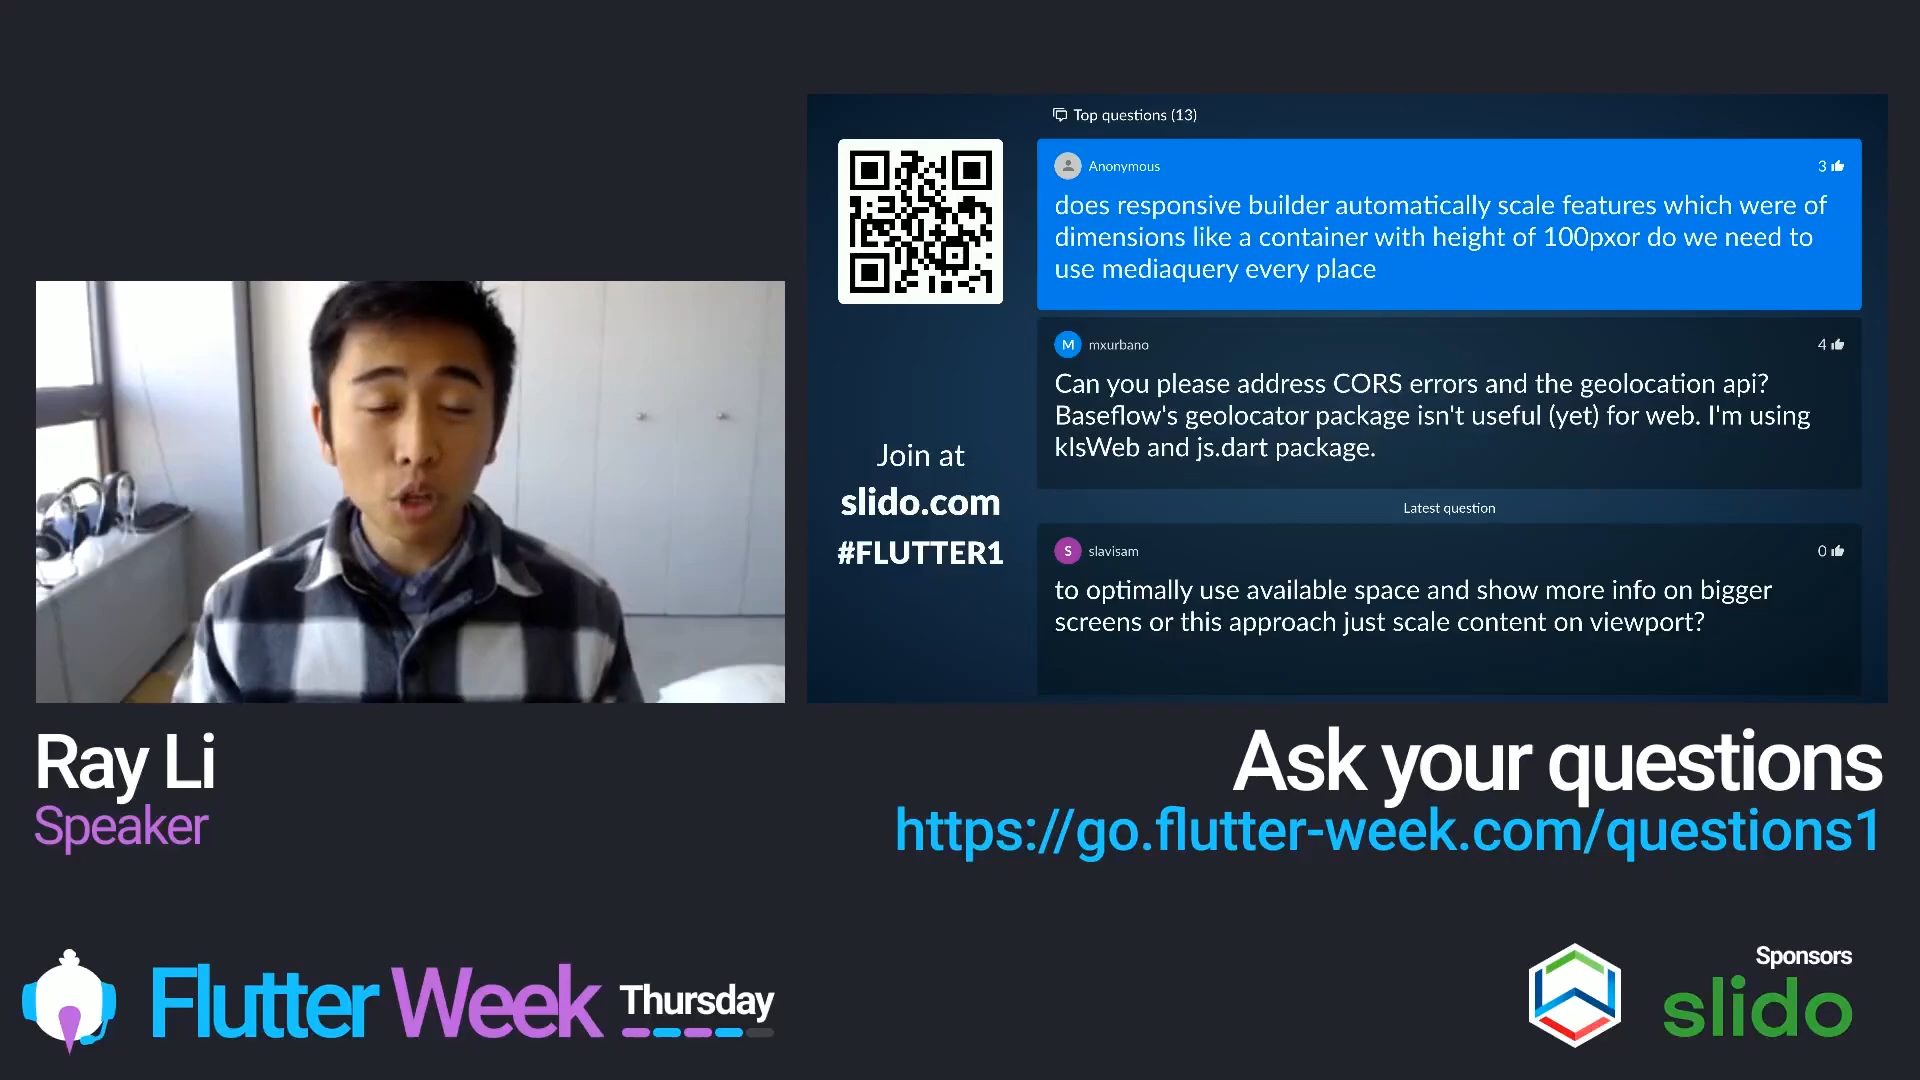 Top questions (13)
Anonymous
3
does responsive builder automatically scale features which were of
dimensions like a container with height of 100pxor do we need to
use mediaquery every place
M mxurbano
4
Can you please address CORS errors and the geolocation api?
Baseflow's geolocator package isn't useful (yet) for web. I'm using
kIsWeb and js.dart package.
Join at
slido.com
#FLUTTER1
Latest question
S slavisam
0
to optimally use available space and show more info on bigger
screens or this approach just scale content on viewport?
Ray Li
Speaker
Ask your questions
https://go.flutter-week.com/questions1
Flutter Week Thursday
Sponsors
slido